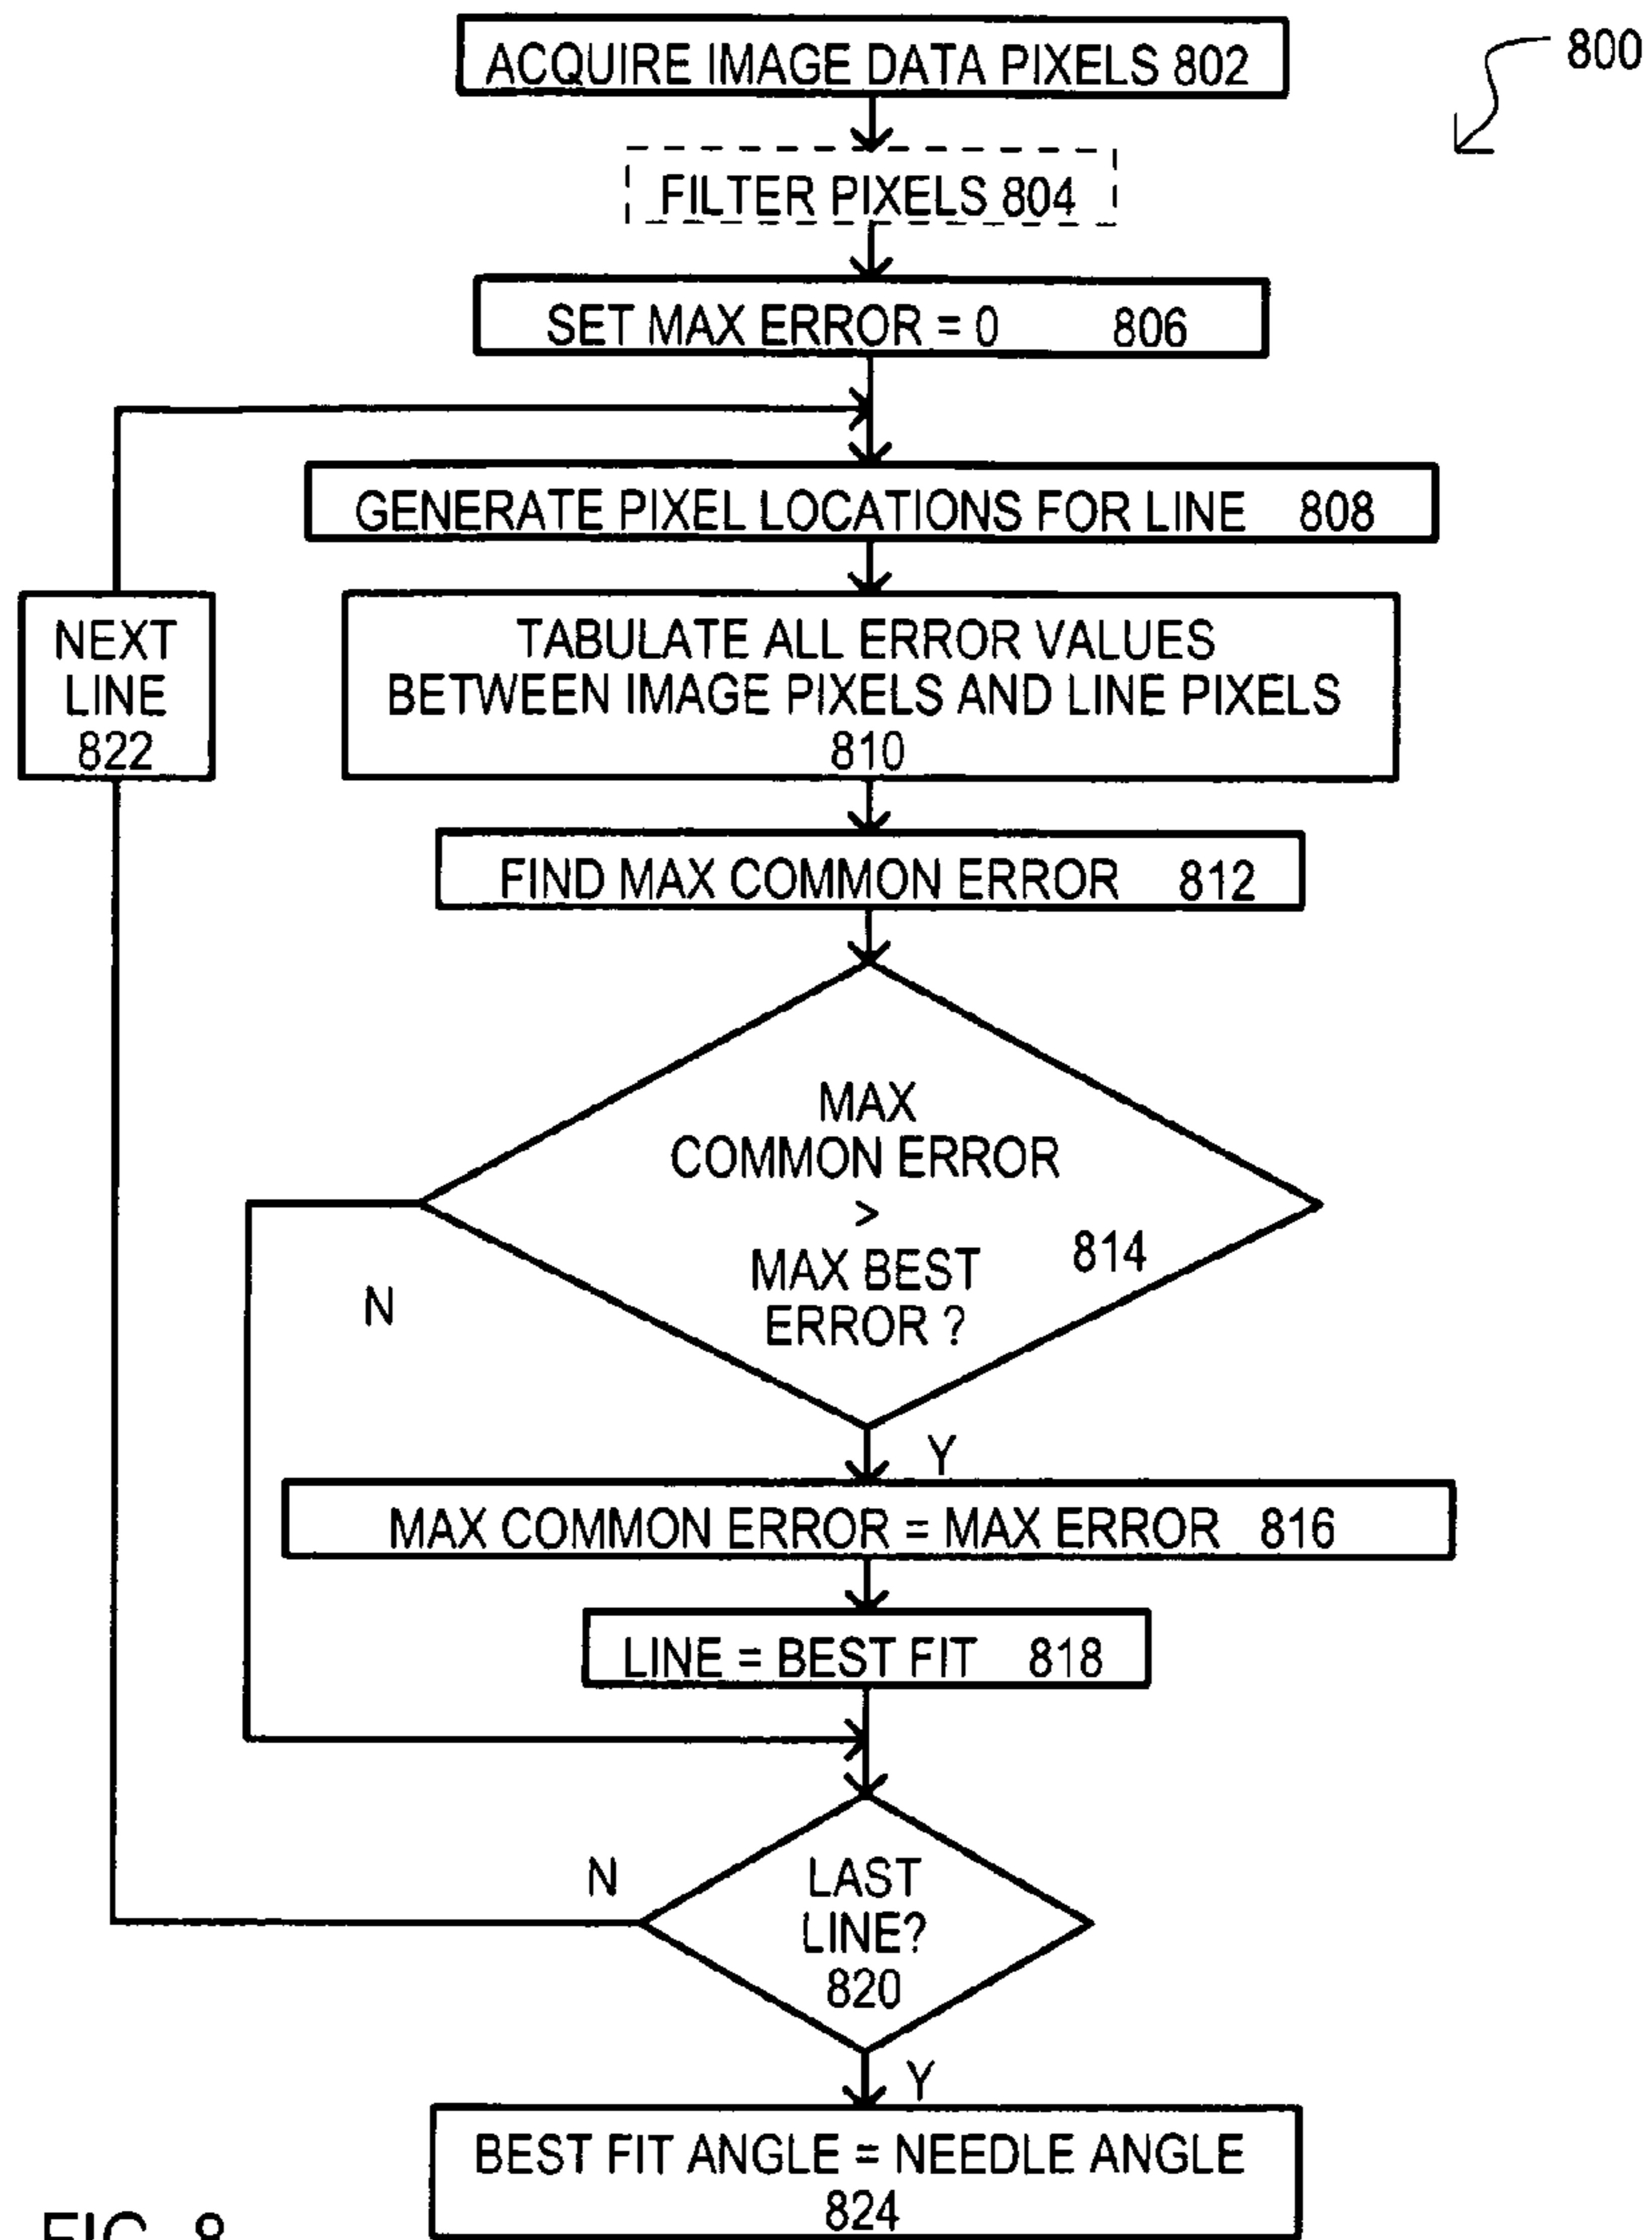 800
ACQUIRE IMAGE DATA PIXELS 802
FILTER PIXELS 804
SET MAX ERROR = 0 806
GENERATE PIXEL LOCATIONS FOR LINE 808
NEXT
LINE
822
TABULATE ALL ERROR VALUES
BETWEEN IMAGE PIXELS AND LINE PIXELS
810
FIND MAX COMMON ERROR 812
MAX
COMMON ERROR
>
MAX BEST
ERROR ?
814
N
Y
MAX COMMON ERROR = MAX ERROR 816
LINE = BEST FIT 818
LAST
LINE?
820
N
Y
BEST FIT ANGLE = NEEDLE ANGLE
824
FIG. 8